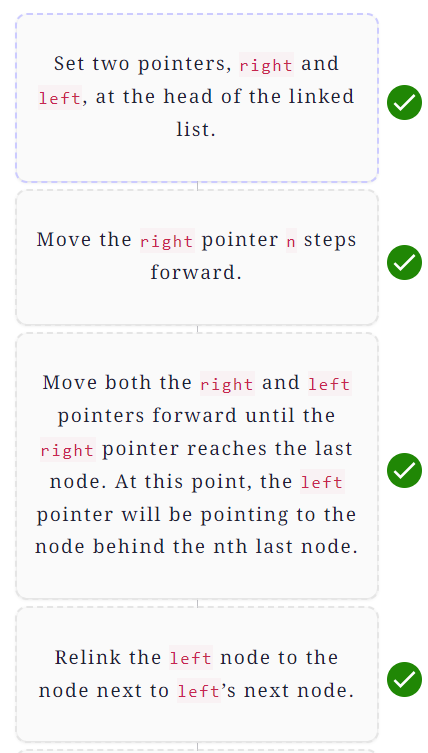 Set two pointers, right and
left, at the head of the linked
list.
Move the right pointer n steps
forward.
Move both the right and left
pointers forward until the
right pointer reaches the last
node. At this point, the left
pointer will be pointing to the
node behind the nth last node.
Relink the left node to the
node next to left’s next node.